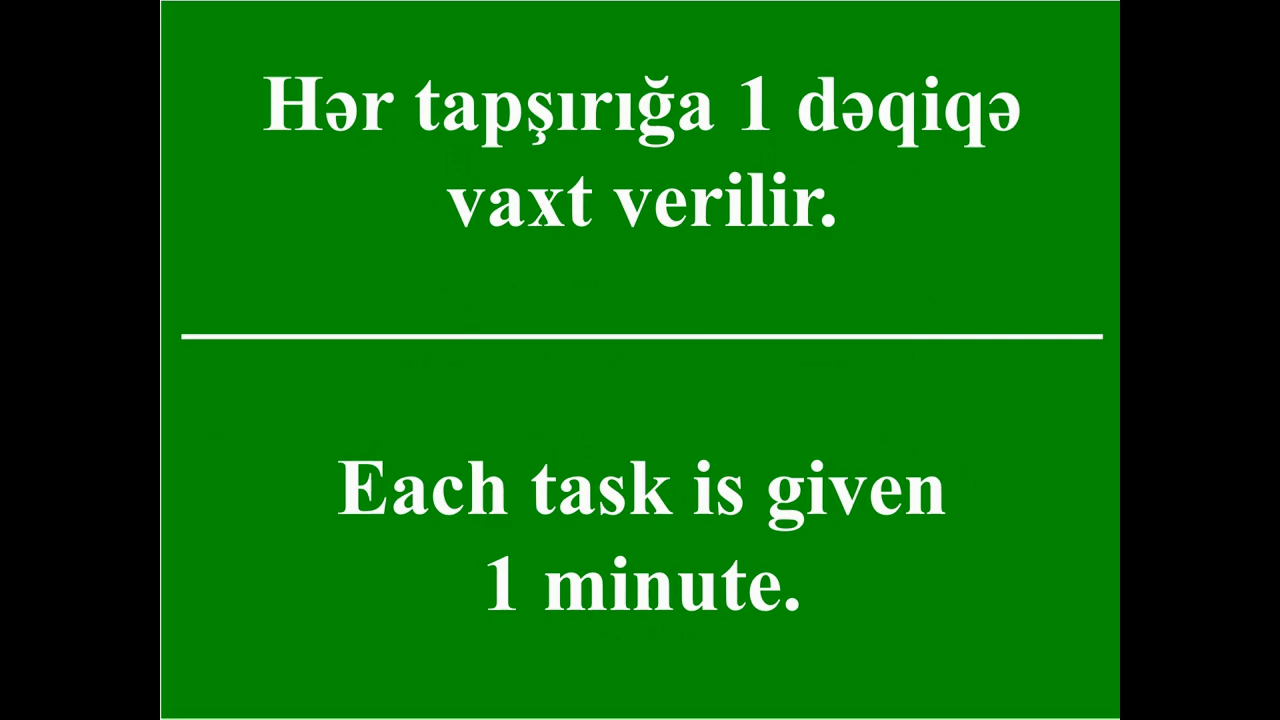 Hər tapşırığa 1 dəqiqə
vaxt verilir.
Each task is given
1 minute.